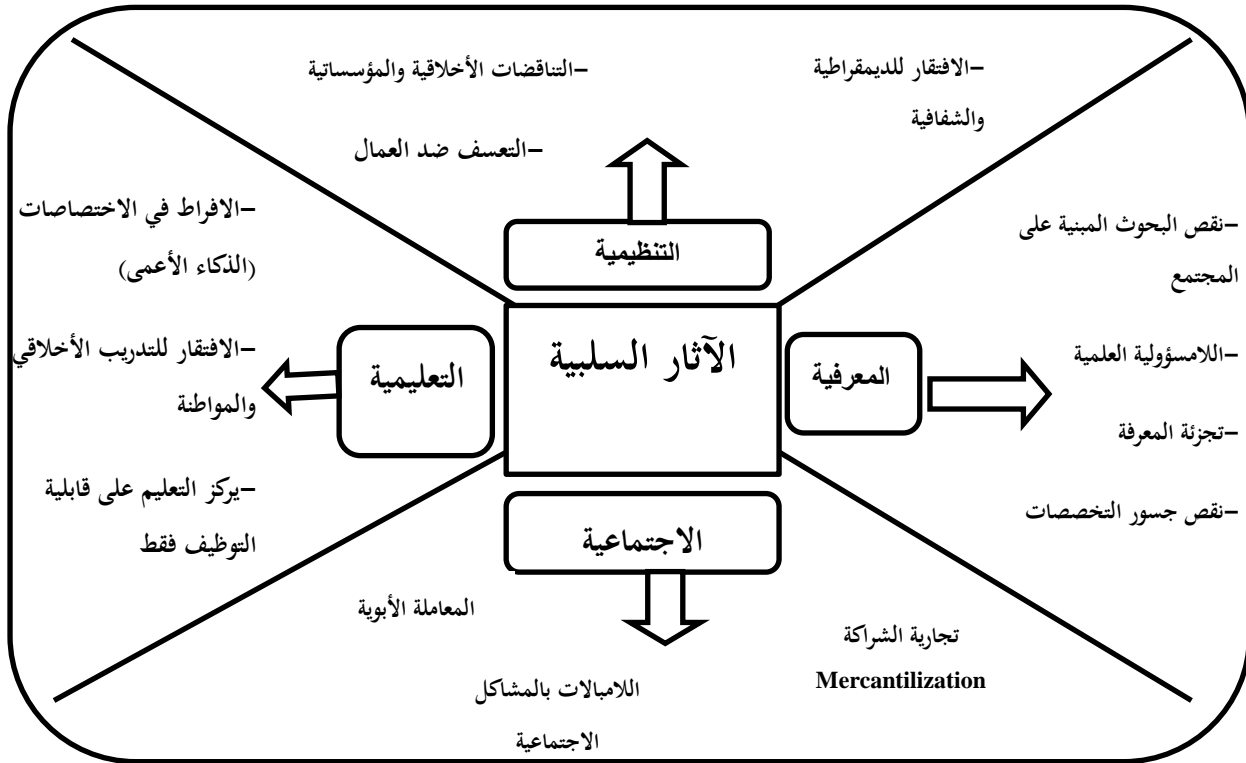 –التناقضات الأخلاقية والمؤسساتية
–الافتقار للديمقراطية
والشفافية
–التعسف ضد العمال
التنظيمية
–نقص البحوث المبنية على
المجتمع
–اللامسؤولية العلمية
–تجزئة المعرفة
–نقص جسور التخصصات
المعرفية
الآثار السلبية
التعليمية
–الافراط في الاختصاصات
(الذكاء الأعمى)
–الافتقار للتدريب الأخلاقي
والمواطنة
–يركز التعليم على قابلية
التوظيف فقط
الاجتماعية
المعاملة الأبوية
تجارية الشراكة
Mercantilization
اللامبالات بالمشاكل
الاجتماعية